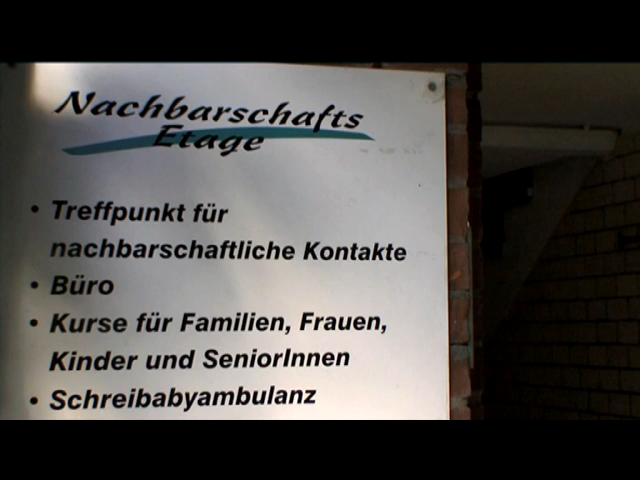 Nachbarschafts
Etage
• Treffpunkt für
nachbarschaftliche Kontakte
• Büro
• Kurse für Familien, Frauen,
Kinder und SeniorInnen
• Schreibabyambulanz